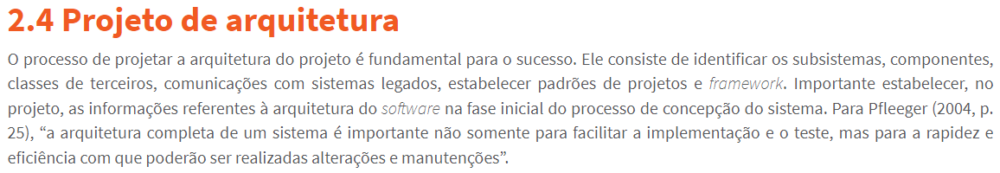 2.4 Projeto de arquitetura
O processo de projetar a arquitetura do projeto é fundamental para o sucesso. Ele consiste de identificar os subsistemas, componentes,
classes de terceiros, comunicações com sistemas legados, estabelecer padrões de projetos e framework. Importante estabelecer, no
projeto, as informações referentes à arquitetura do software na fase inicial do processo de concepção do sistema. Para Pfleeger (2004, p.
25), “a arquitetura completa de um sistema é importante não somente para facilitar a implementação e o teste, mas para a rapidez e
eficiência com que poderão ser realizadas alterações e manutenções”.